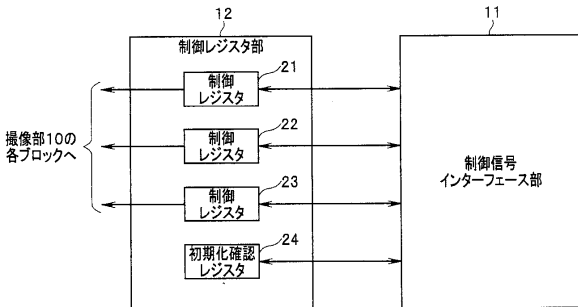 12
11
制御レジスタ部
21
制御
レジスタ
22
制御
レジスタ
撮像部10の
各ブロックへ
23
制御
レジスタ
制御信号
インターフェース部
24
初期化確認
レジスタ